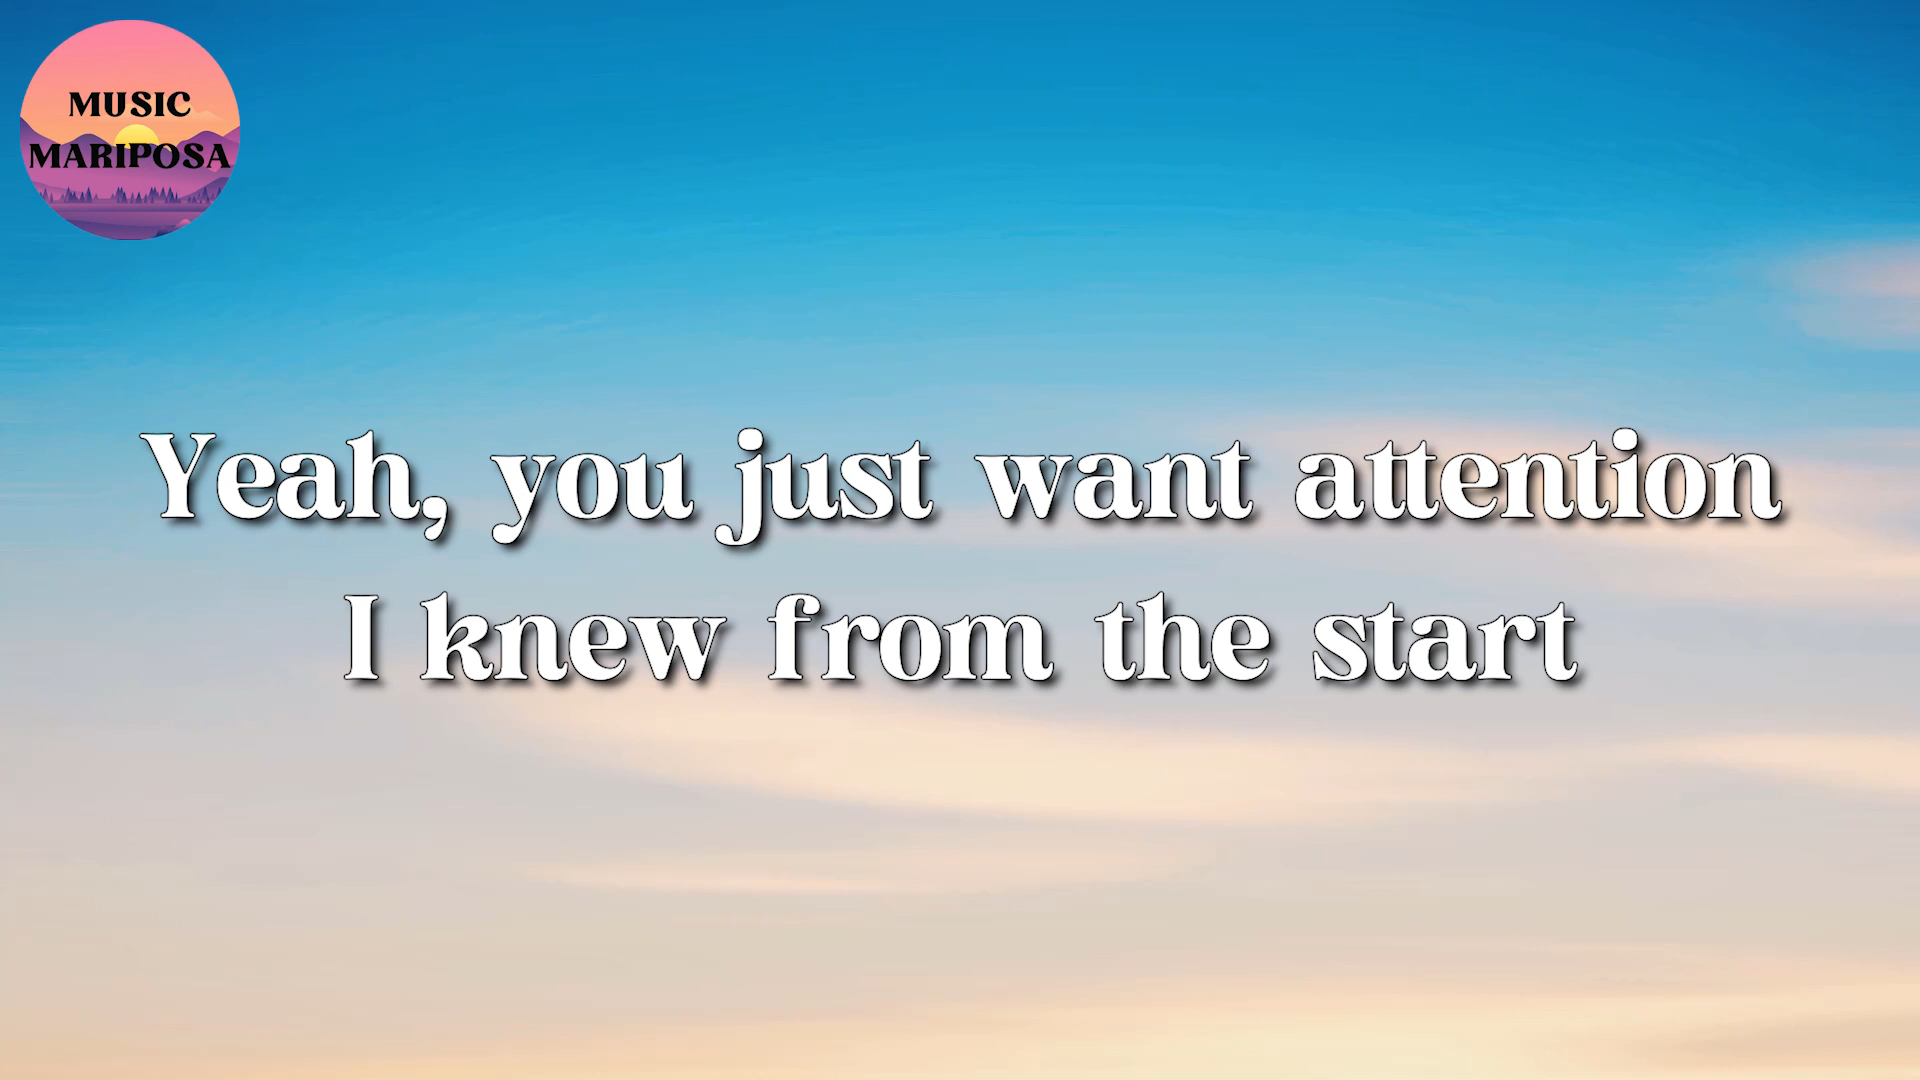 MUSIC
MARIPOSA
Yeah, you just want attention
I knew from the start